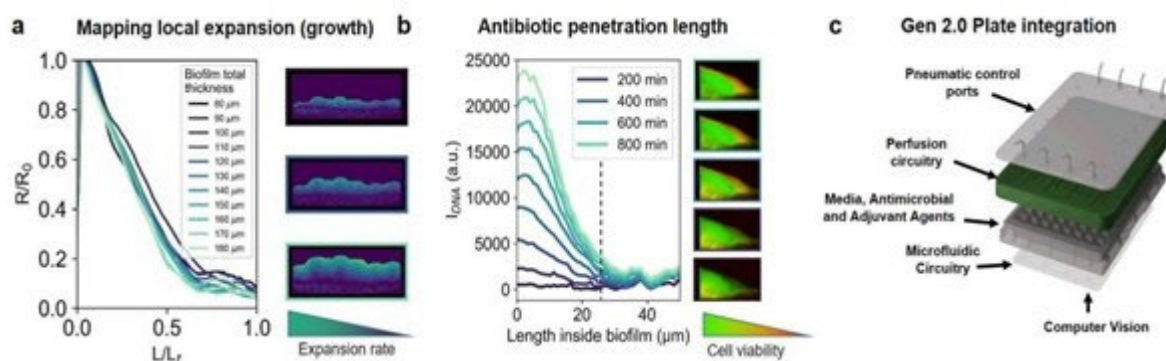 a Mapping local expansion (growth)
1.0
0.8
0.6
0.4
0.2
0.0
R/R₀
Biofilm total
thickness
80 μm
90 μm
100 μm
110 μm
120 μm
130 μm
140 μm
150 μm
160 μm
170 μm
180 μm
0.0 0.5 1.0
L/Lᵣ
Expansion rate
b Antibiotic penetration length
25000
20000
15000
10000
5000
0
I_DNA (a.u.)
200 min
400 min
600 min
800 min
0 20 40
Length inside biofilm (μm)
Cell viability
c Gen 2.0 Plate integration
Pneumatic control
ports
Perfusion
circuitry
Media, Antimicrobial
and Adjuvant Agents
Microfluidic
Circuitry
Computer Vision